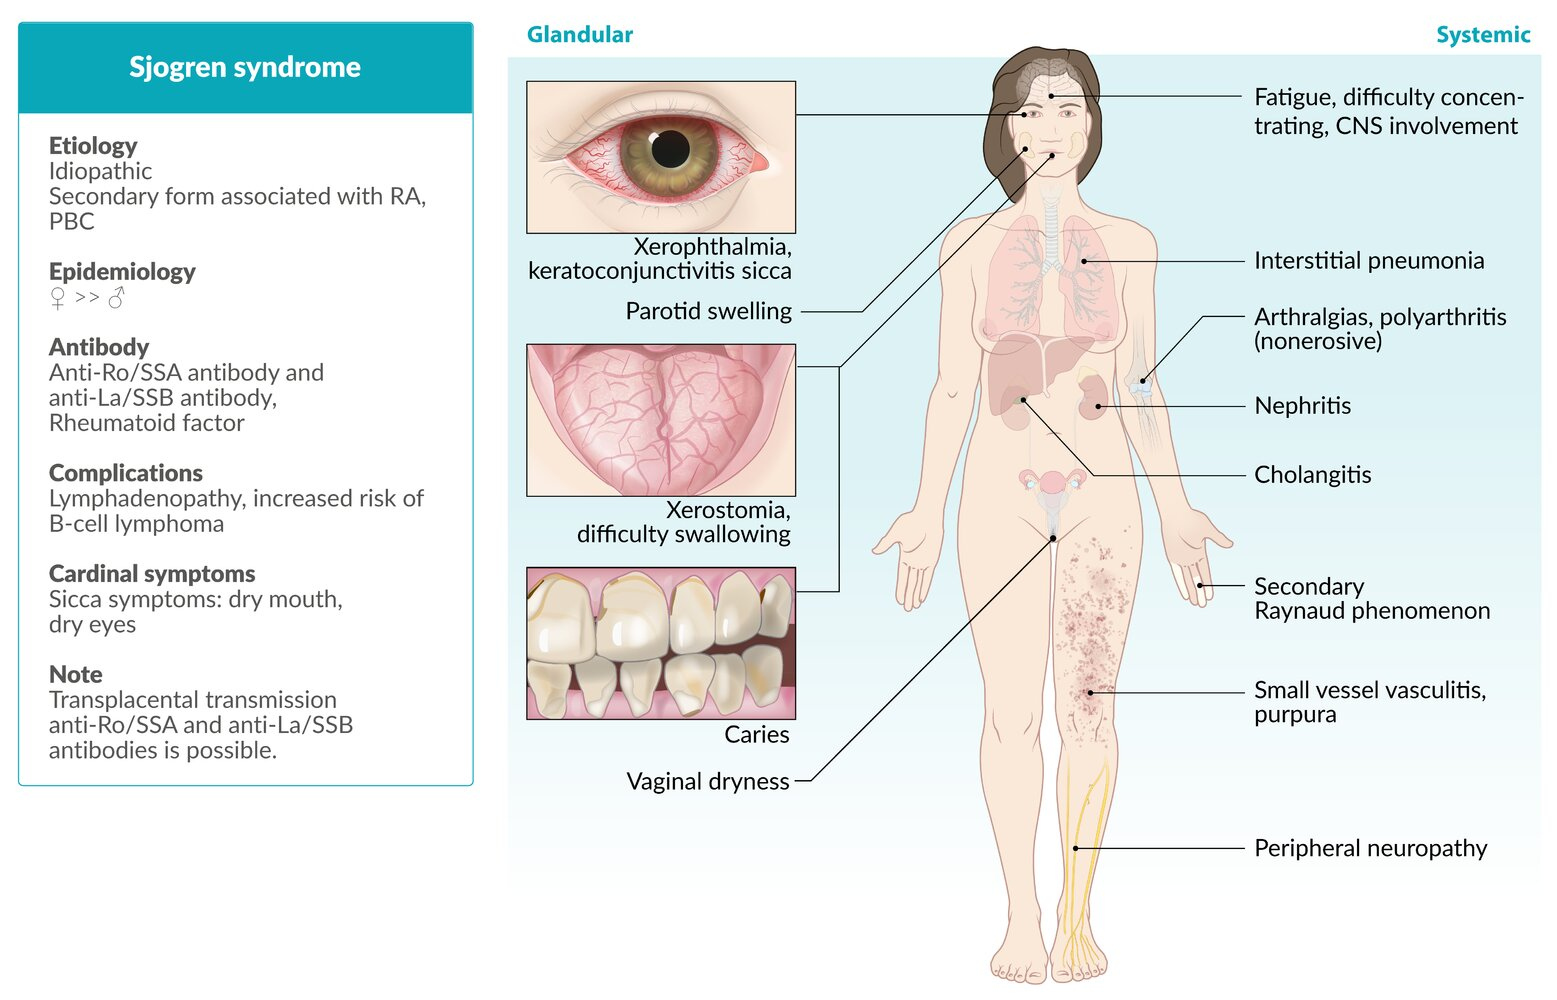 Sjogren syndrome
Etiology
Idiopathic
Secondary form associated with RA,
PBC
Epidemiology
♀ >> ♂
Antibody
Anti-Ro/SSA antibody and
anti-La/SSB antibody,
Rheumatoid factor
Complications
Lymphadenopathy, increased risk of
B-cell lymphoma
Cardinal symptoms
Sicca symptoms: dry mouth,
dry eyes
Note
Transplacental transmission
anti-Ro/SSA and anti-La/SSB
antibodies is possible.
Glandular
Xerophthalmia,
keratoconjunctivitis sicca
Parotid swelling
Xerostomia,
difficulty swallowing
Caries
Vaginal dryness
Systemic
Fatigue, difficulty concen-
trating, CNS involvement
Interstitial pneumonia
Arthralgias, polyarthritis
(nonerosive)
Nephritis
Cholangitis
Secondary
Raynaud phenomenon
Small vessel vasculitis,
purpura
Peripheral neuropathy